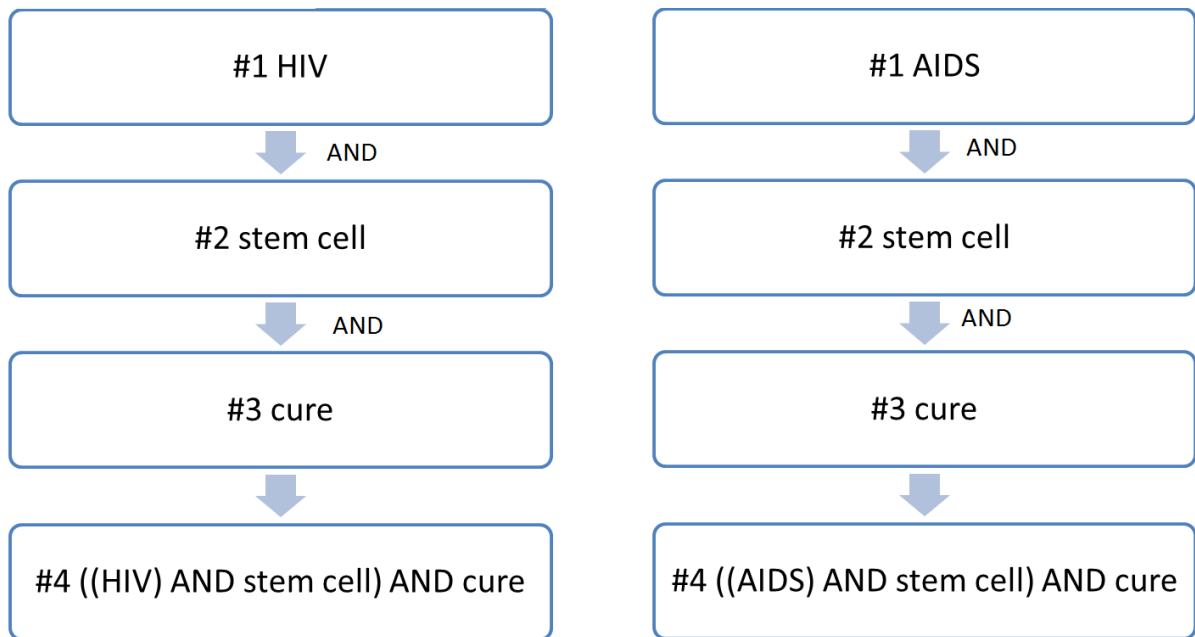 #1 HIV
AND
#2 stem cell
AND
#3 cure
#4 ((HIV) AND stem cell) AND cure
#1 AIDS
AND
#2 stem cell
AND
#3 cure
#4 ((AIDS) AND stem cell) AND cure